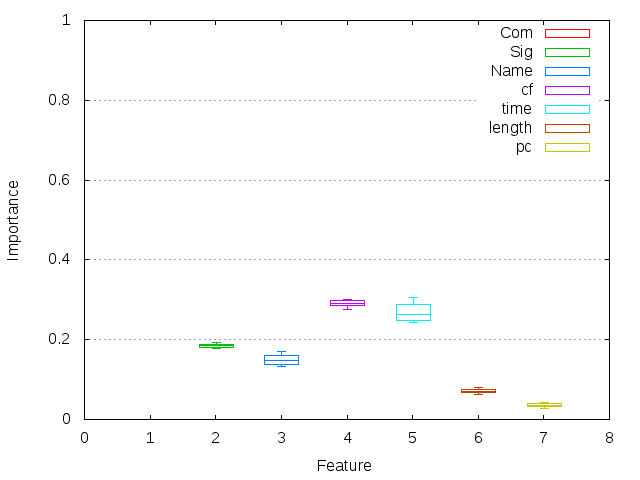 1
0.8
0.6
0.4
0.2
0
0 1 2 3 4 5 6 7 8
Importance
Feature
Com
Sig
Name
cf
time
length
pc